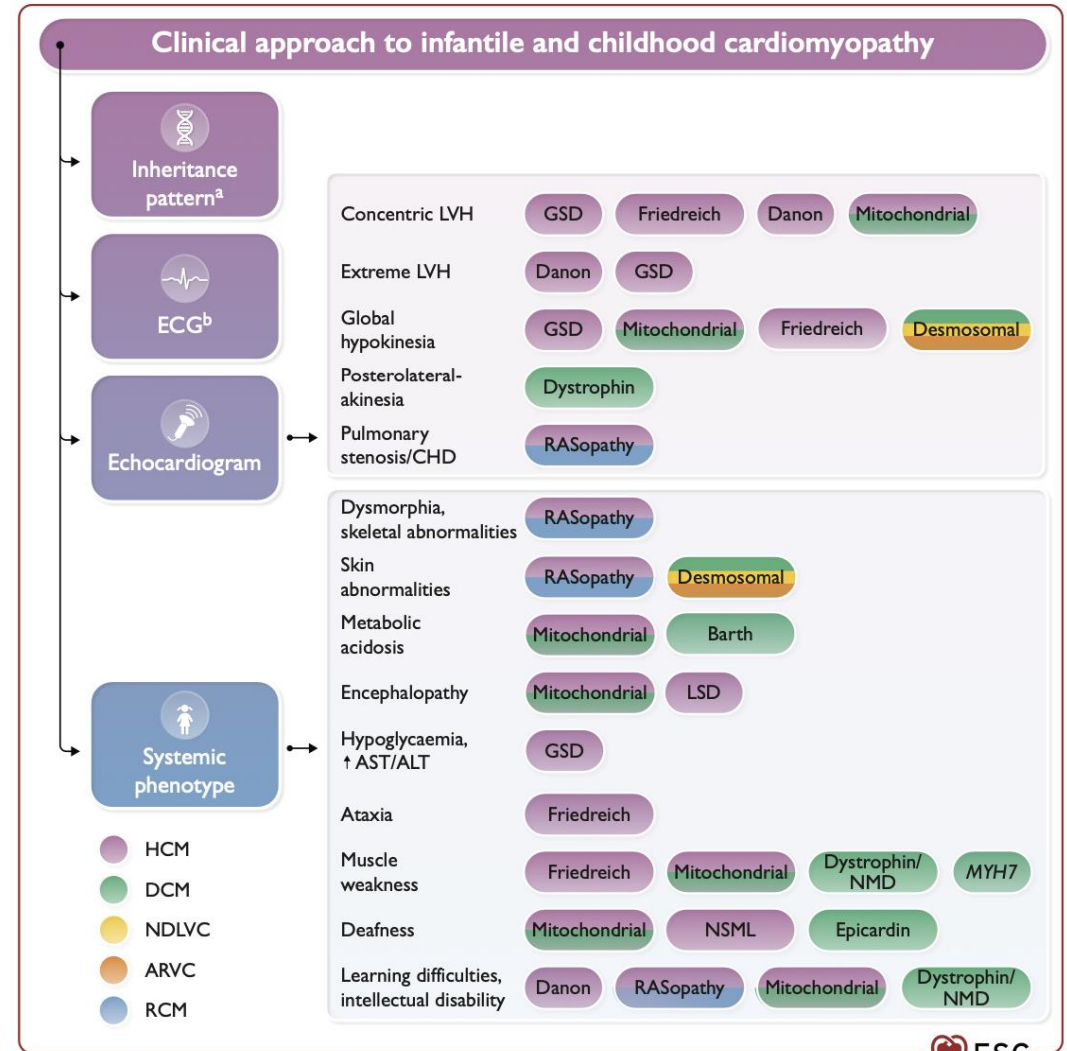 Clinical approach to infantile and childhood cardiomyopathy
Inheritance
patternᵃ
ECGᵇ
Echocardiogram
Concentric LVH GSD Friedreich Danon Mitochondrial
Extreme LVH Danon GSD
Global
hypokinesia GSD Mitochondrial Friedreich Desmosomal
Posterolateral-
akinesia Dystrophin
Pulmonary
stenosis/CHD RASopathy
Systemic
phenotype
Dysmorphia,
skeletal abnormalities RASopathy
Skin
abnormalities RASopathy Desmosomal
Metabolic
acidosis Mitochondrial Barth
Encephalopathy Mitochondrial LSD
Hypoglycaemia,
↑ AST/ALT GSD
Ataxia Friedreich
Muscle
weakness Friedreich Mitochondrial Dystrophin/
NMD MYH7
Deafness Mitochondrial NSML Epicardin
Learning difficulties,
intellectual disability Danon RASopathy Mitochondrial Dystrophin/
NMD
HCM
DCM
NDLVC
ARVC
RCM
ESC